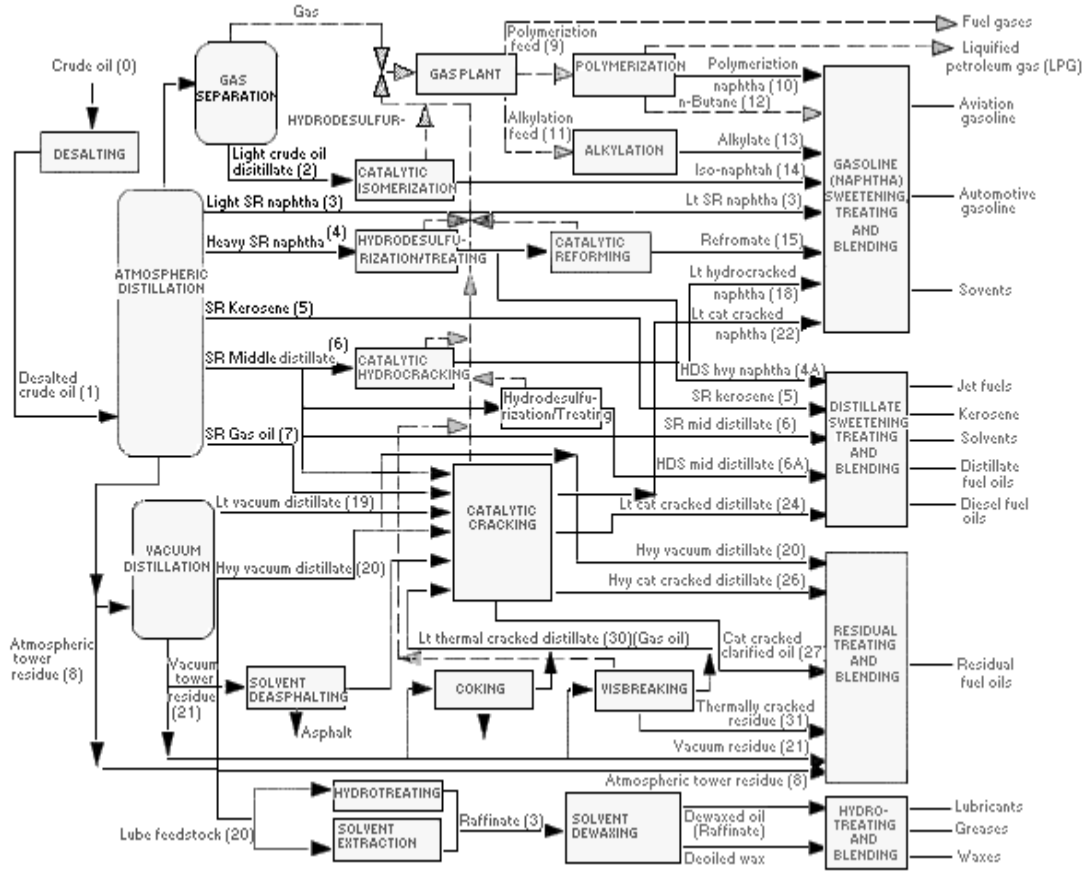 Gas
Fuel gases
Polymeriztion
feed (9)
Liquified
petroleum gas (LPG)
Crude oil (0)
GAS
SEPARATION
GAS PLANT
POLYMERIZATION
Polymeriztion
naphtha (10)
n-Butane (12)
Aviation
gasoline
HYDRODESULFUR-
Alkylation
feed (11)
DESALTING
ALKYLATION
Alkylate (13)
Light crude oil
disitillate (2)
CATALYTIC
ISOMERIZATION
Iso-naphtah (14)
GASOLINE
(NAPHTHA)
SWEETENING,
TREATING
AND
BLENDING
Automotive
gasoline
Light SR naphtha (3)
Lt SR naphtha (3)
Heavy SR naphtha (4)
HYDRODESULFU-
RIZATION/TREATING
CATALYTIC
REFORMING
Refromate (15)
ATMOSPHERIC
DISTILLATION
Lt hydrocracked
naphtha (18)
Sovents
SR Kerosene (5)
Lt cat cracked
naphtha (22)
SR Middle distillate (6)
CATALYTIC
HYDROCRACKING
HDS hvy naphtha (4A)
Desalted
crude oil (1)
Hydrodesulfu-
rization/Treating
SR kerosene (5)
SR mid distillate (6)
DISTILLATE
SWEETENING
TREATING
AND
BLENDING
Jet fuels
Kerosene
Solvents
Distillate
fuel oils
Diesel fuel
oils
SR Gas oil (7)
HDS mid distillate (6A)
Lt vacuum distillate (19)
CATALYTIC
CRACKING
Lt cat cracked distillate (24)
VACUUM
DISTILLATION
Hvy vacuum distillate (20)
Hvy vacuum distillate (20)
Hvy cat cracked distillate (26)
Atmospheric
tower
residue (8)
Lt thermal cracked distillate (30)(Gas oil)
Cat cracked
clarified oil (27)
RESIDUAL
TREATING
AND
BLENDING
Residual
fuel oils
Vacuum
tower
residue
(21)
SOLVENT
DEASPHALTING
COKING
VISBREAKING
Asphalt
Thermally cracked
residue (31)
Vacuum residue (21)
Atmospheric tower residue (8)
HYDROTREATING
Lube feedstock (20)
SOLVENT
EXTRACTION
Raffinate (3)
SOLVENT
DEWAXING
Dewaxed oil
(Raffinate)
Deoiled wax
HYDRO-
TREATING
AND
BLENDING
Lubricants
Greases
Waxes